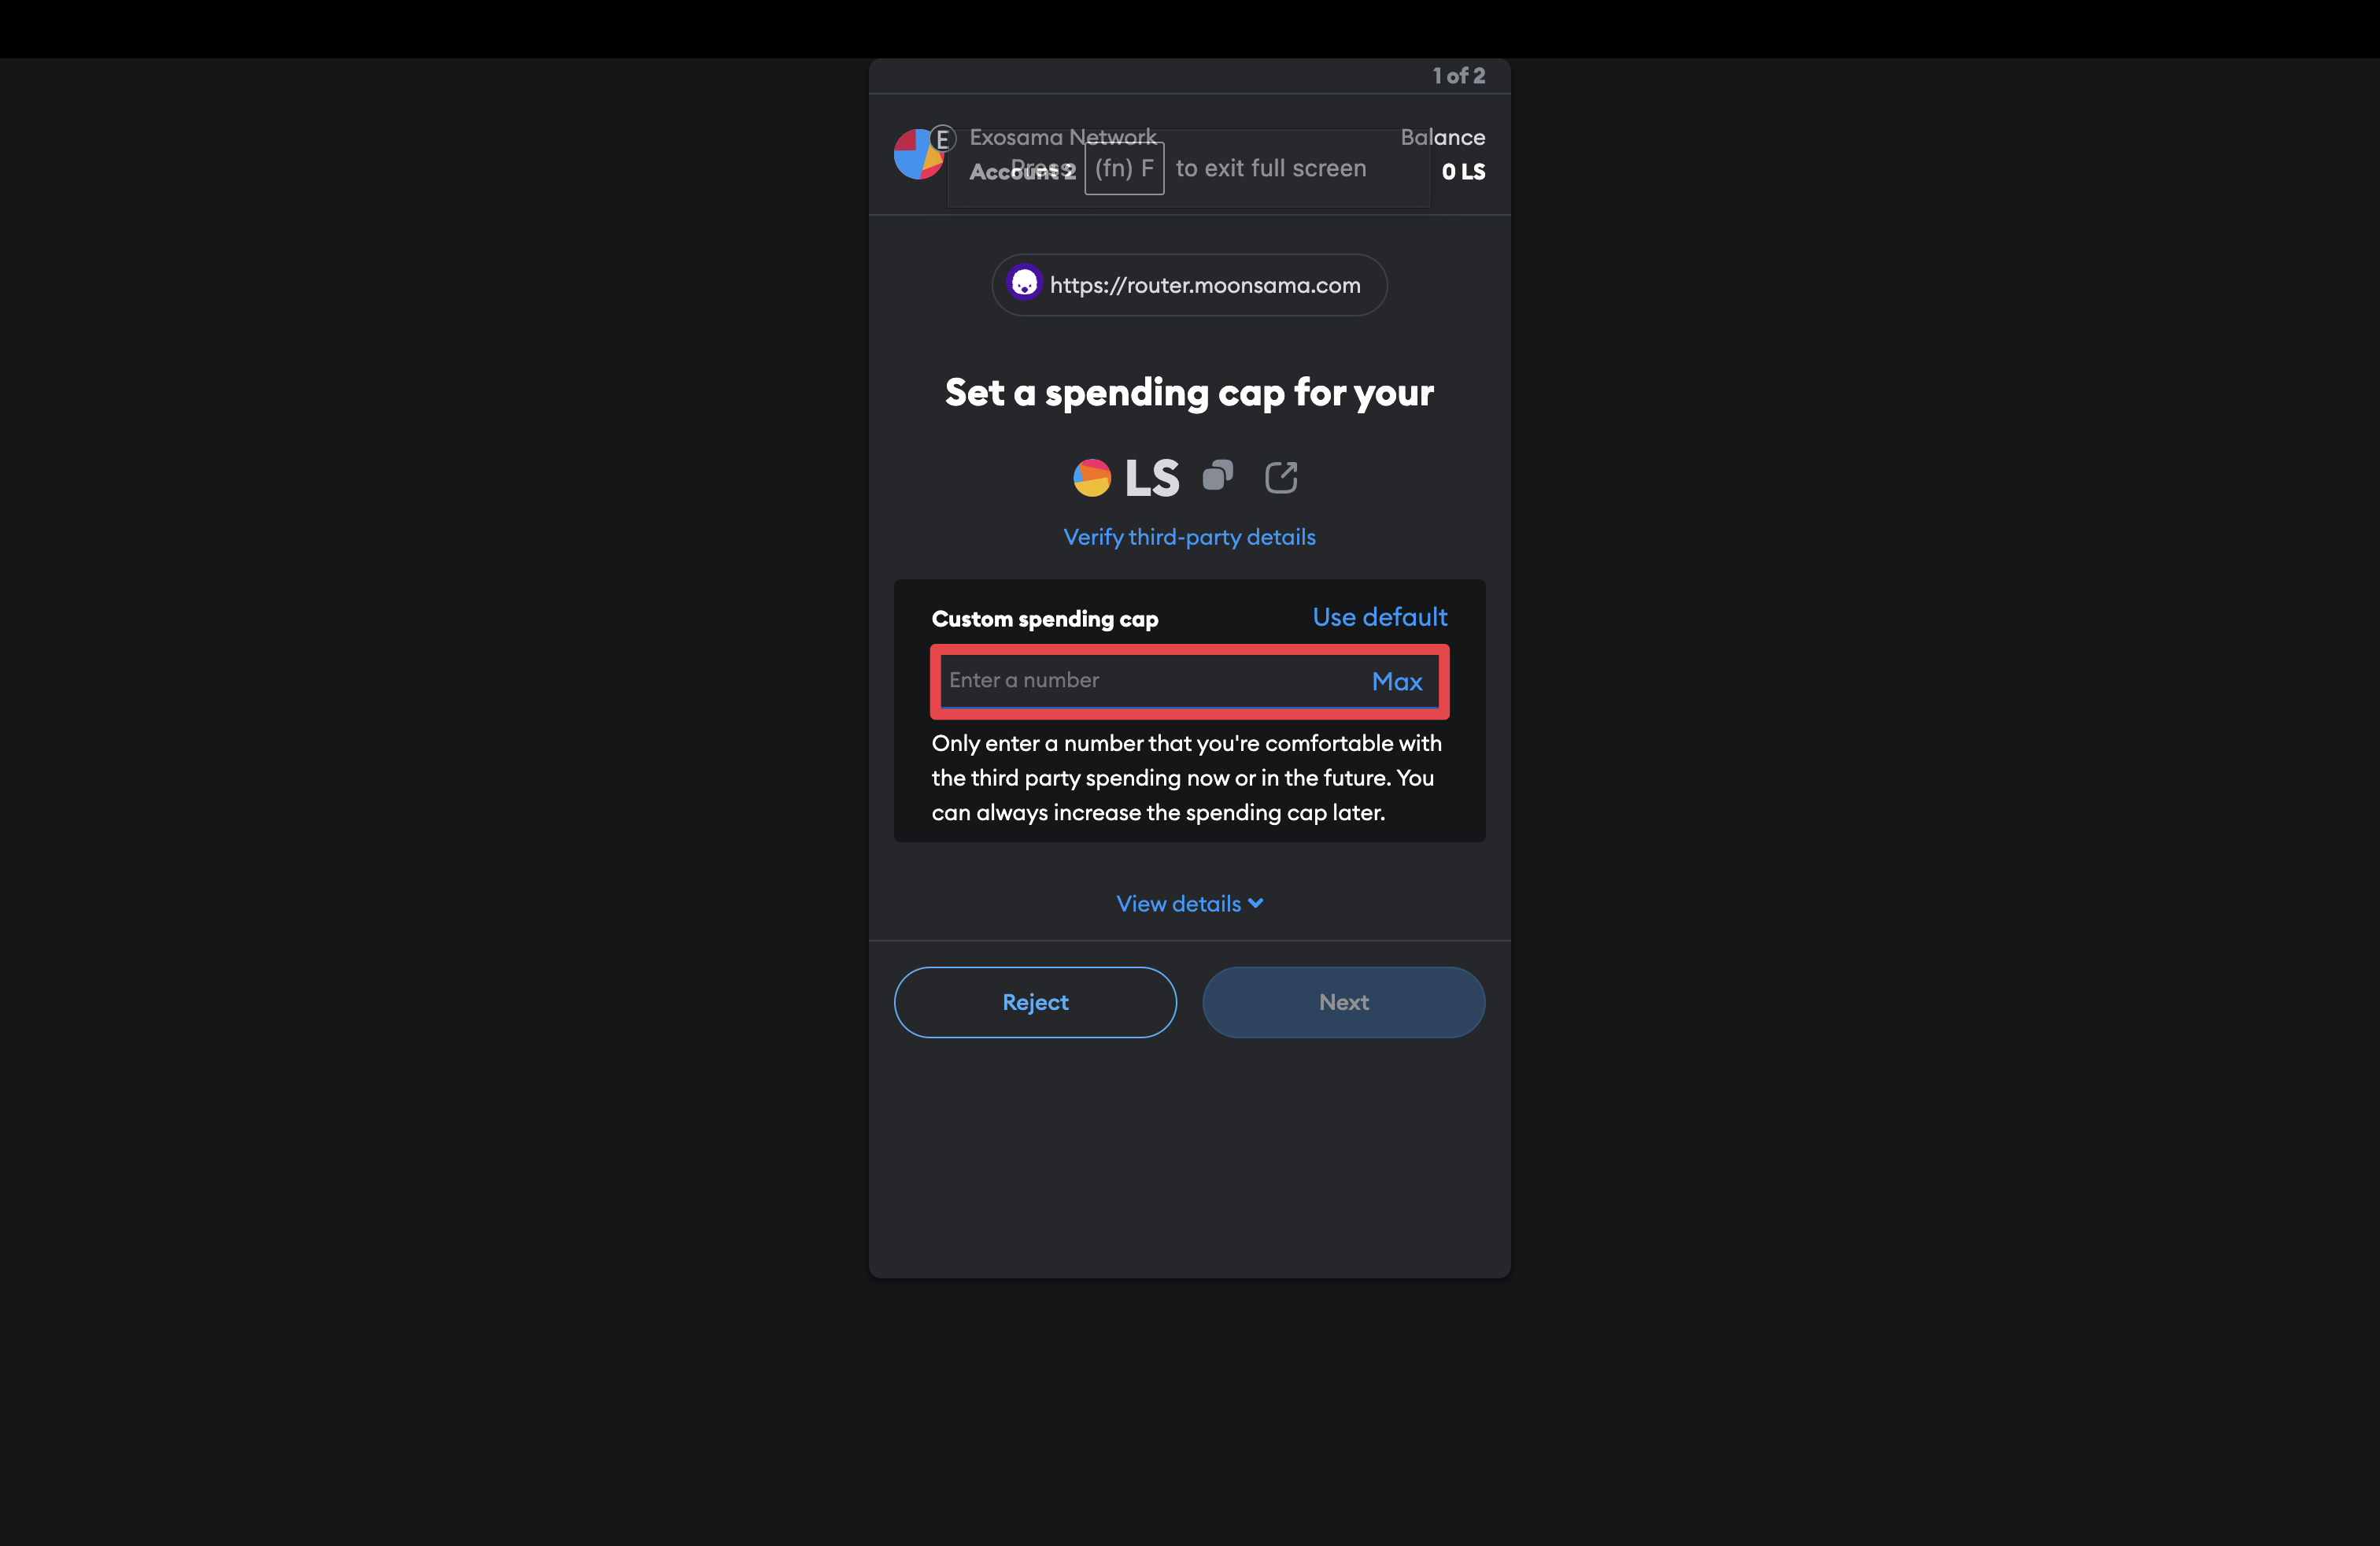 1 of 2
E
Exosama Network
Balance
Account 2
0 LS
Press (fn) F to exit full screen
https://router.moonsama.com
Set a spending cap for your
LS
Verify third-party details
Custom spending cap
Use default
Enter a number
Max
Only enter a number that you're comfortable with
the third party spending now or in the future. You
can always increase the spending cap later.
View details
Reject
Next